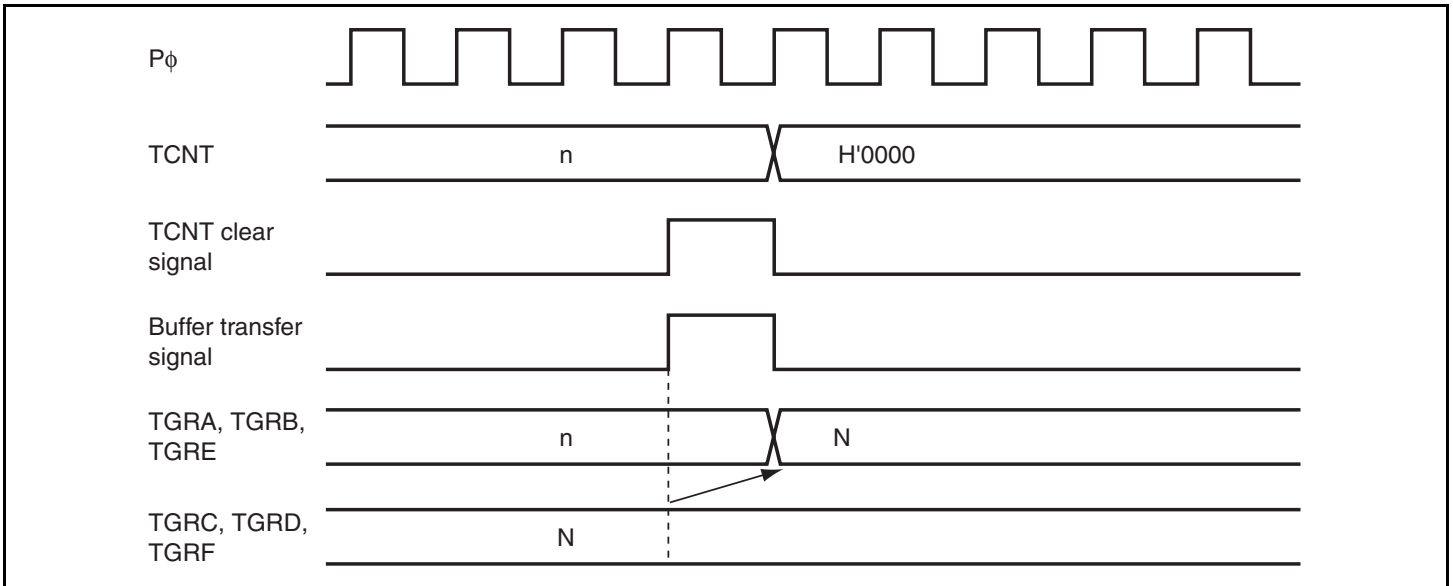 Pϕ
TCNT
n
H'0000
TCNT clear
signal
Buffer transfer
signal
TGRA, TGRB,
TGRE
n
N
TGRC, TGRD,
TGRF
N